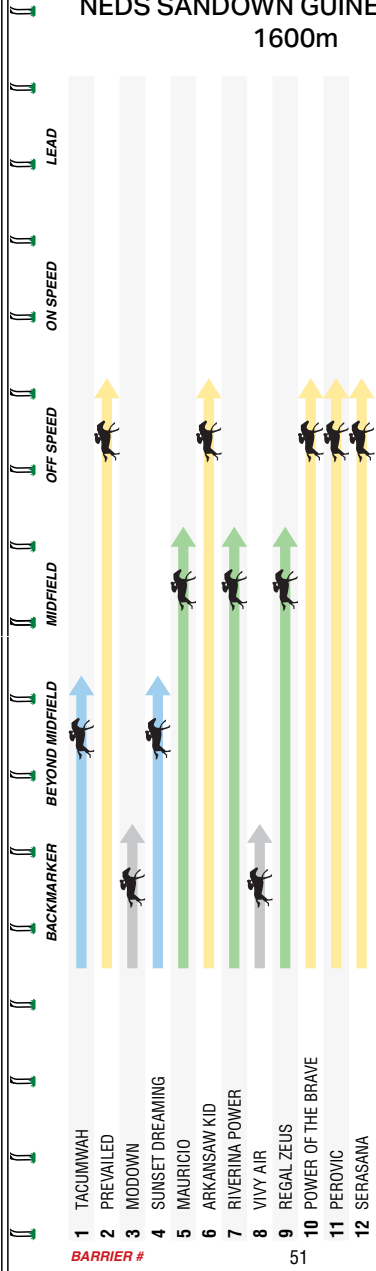 NEDS SANDOWN GUINE
1600m
LEAD
ON SPEED
OFF SPEED
MIDFIELD
BEYOND MIDFIELD
BACKMARKER
1 TACUMWAH
2 PREVAILED
3 MODOWN
4 SUNSET DREAMING
5 MAURICIO
6 ARKANSAW KID
7 RIVERINA POWER
8 VIVY AIR
9 REGAL ZEUS
10 POWER OF THE BRAVE
11 PEROVIC
12 SERASANA
BARRIER #
51